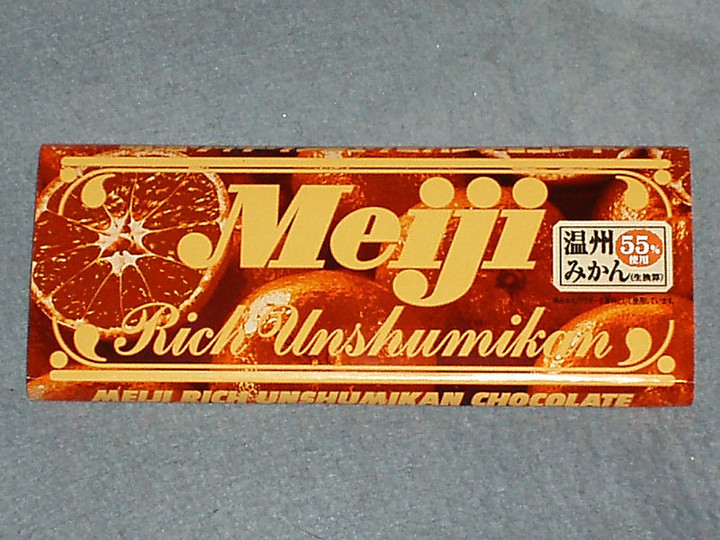 Meiji
温州
55%
使用
みかん(生換算)
Rich Unshumikan
MEIJI RICH UNSHUMIKAN CHOCOLATE